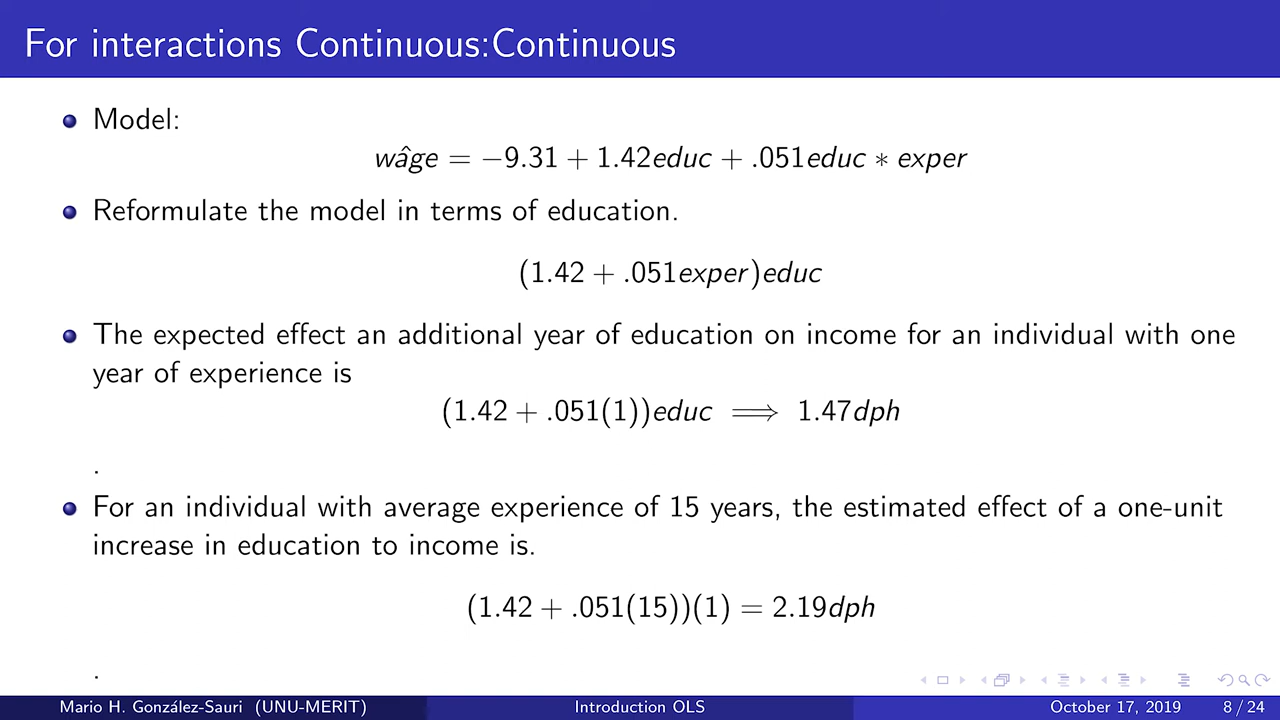 For interactions Continuous:Continuous
Model:
wâge = −9.31 + 1.42educ + .051educ ∗ exper
Reformulate the model in terms of education.
(1.42 + .051exper)educ
The expected effect an additional year of education on income for an individual with one
year of experience is
(1.42 + .051(1))educ ⟹ 1.47dph
.
For an individual with average experience of 15 years, the estimated effect of a one-unit
increase in education to income is.
(1.42 + .051(15))(1) = 2.19dph
.
Mario H. González-Sauri (UNU-MERIT) Introduction OLS October 17, 2019 8 / 24